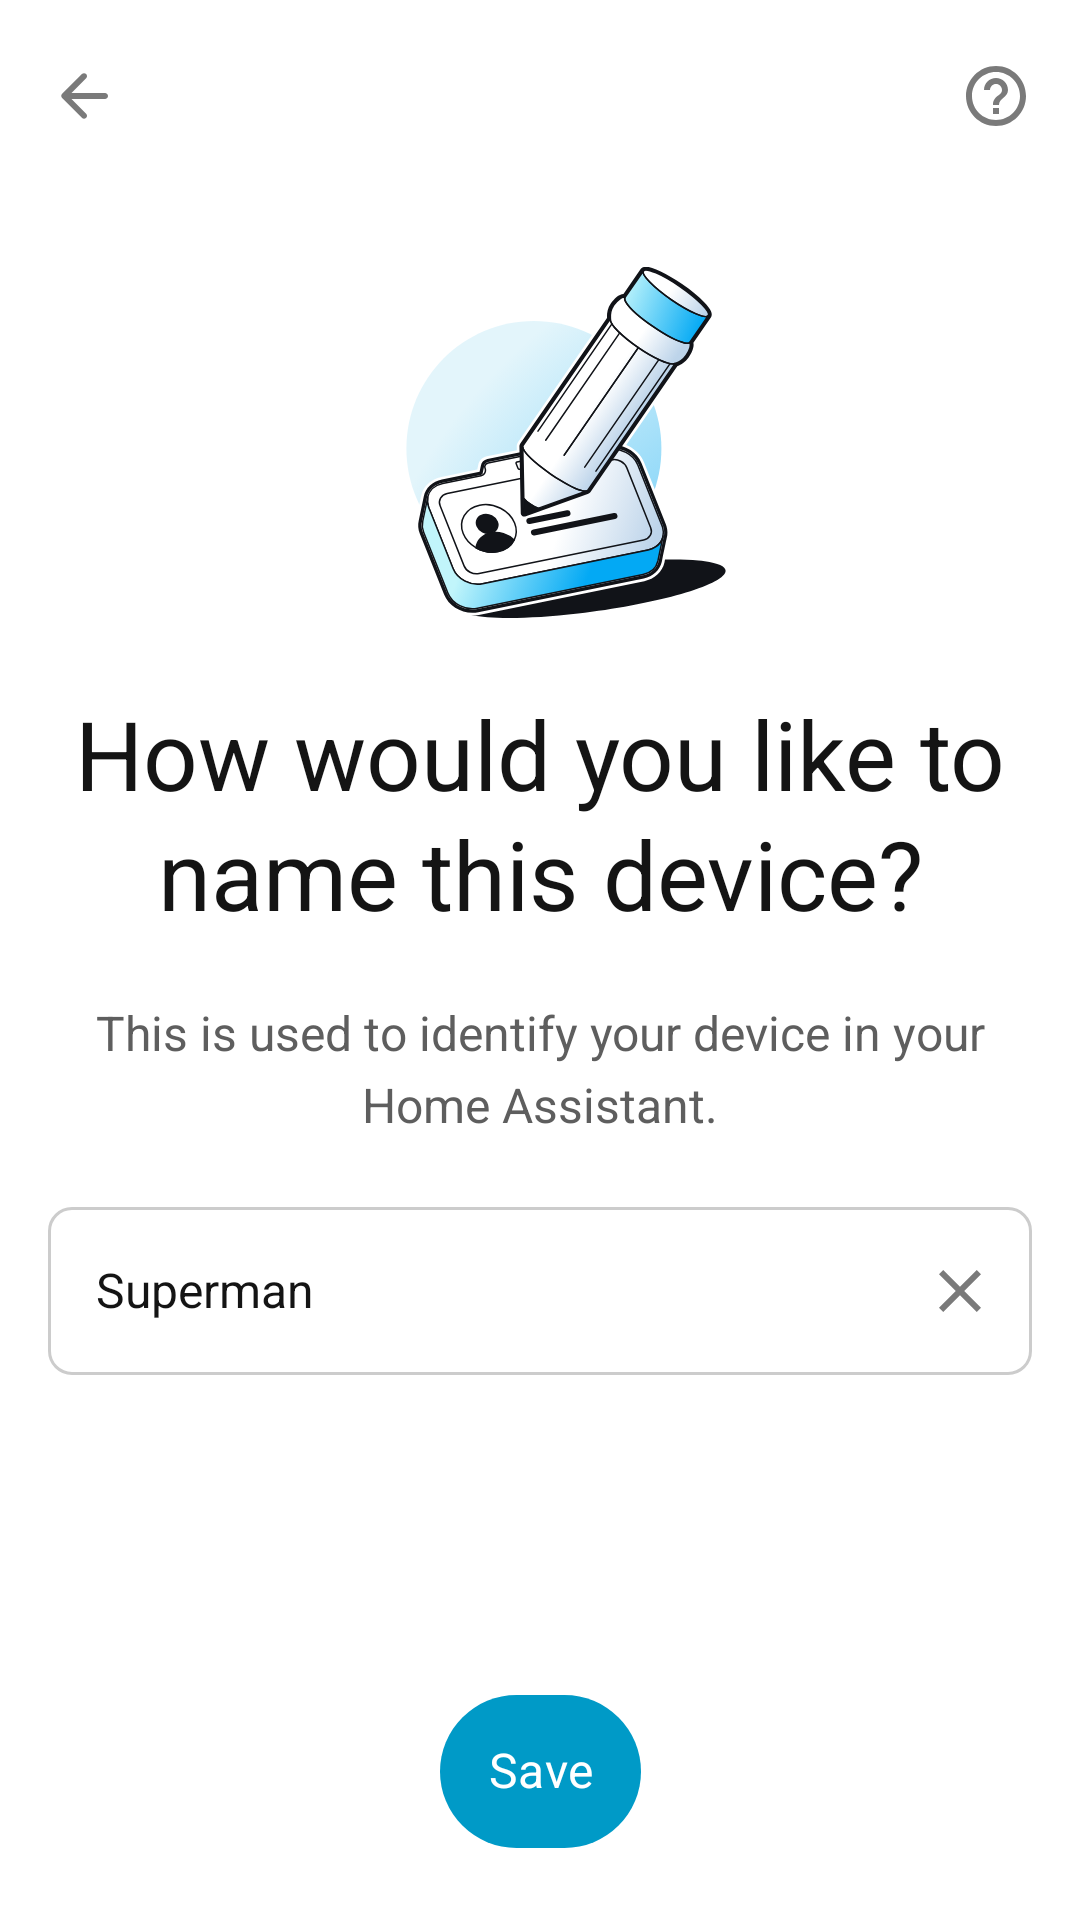 How would you like to
name this device?
This is used to identify your device in your
Home Assistant.
Superman
Save